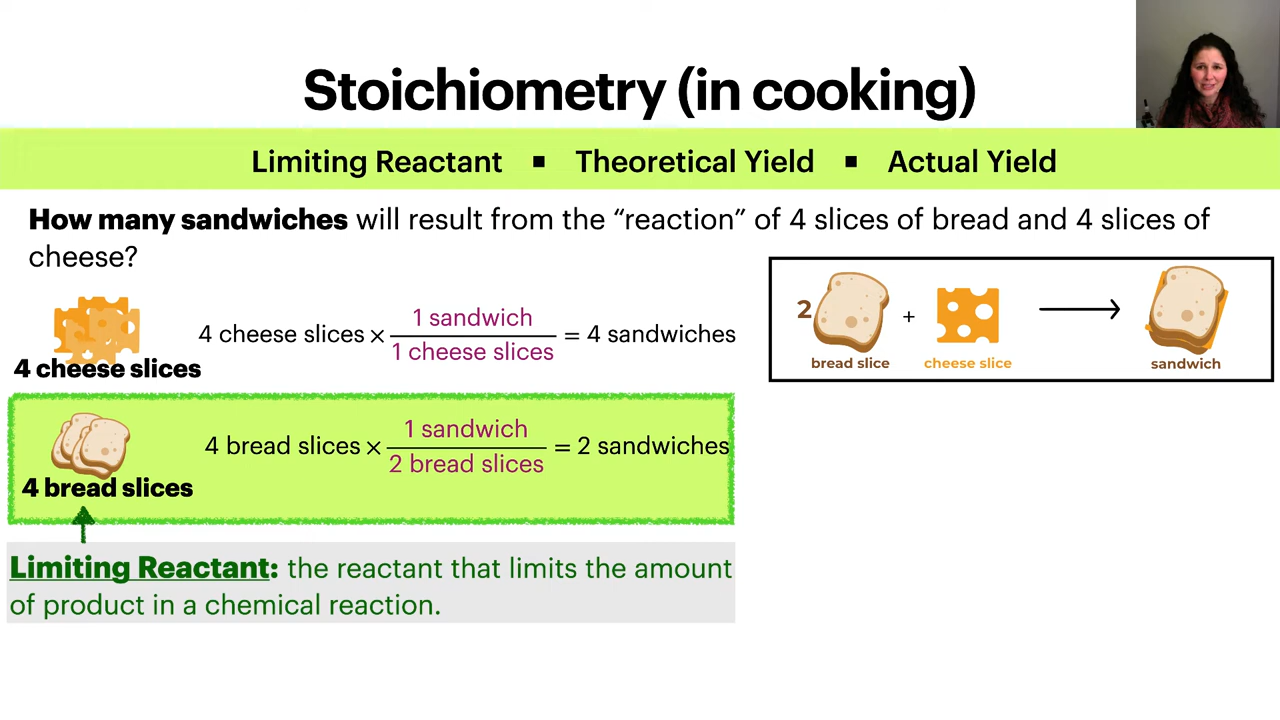 Stoichiometry (in cooking)
Limiting Reactant ▪ Theoretical Yield ▪ Actual Yield
How many sandwiches will result from the “reaction” of 4 slices of bread and 4 slices of
cheese?
4 cheese slices × 1 sandwich / 1 cheese slices = 4 sandwiches
4 cheese slices
2 + ⟶
bread slice cheese slice sandwich
4 bread slices × 1 sandwich / 2 bread slices = 2 sandwiches
4 bread slices
Limiting Reactant: the reactant that limits the amount
of product in a chemical reaction.